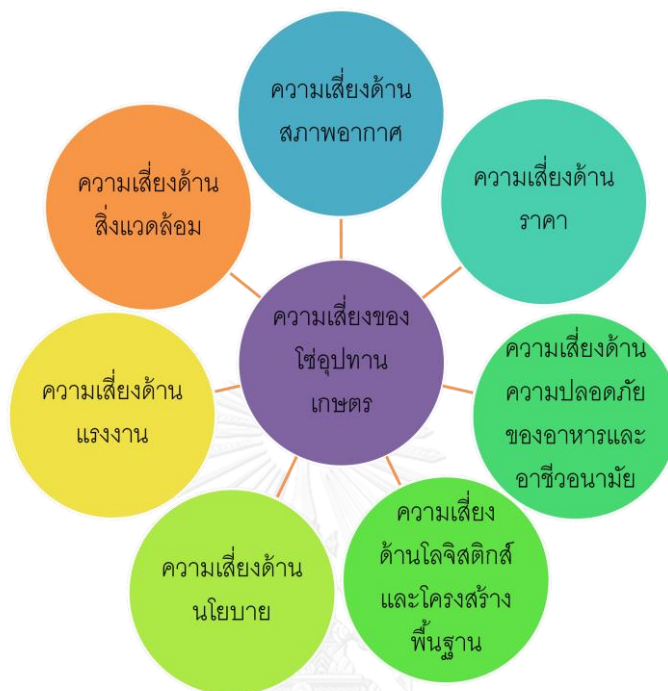 ความเสี่ยงด้าน
สภาพอากาศ
ความเสี่ยงด้าน
ราคา
ความเสี่ยงด้าน
ความปลอดภัย
ของอาหารและ
อาชีวอนามัย
ความเสี่ยง
ด้านโลจิสติกส์
และโครงสร้าง
พื้นฐาน
ความเสี่ยงด้าน
นโยบาย
ความเสี่ยงด้าน
แรงงาน
ความเสี่ยงด้าน
สิ่งแวดล้อม
ความเสี่ยงของ
โซ่อุปทาน
เกษตร